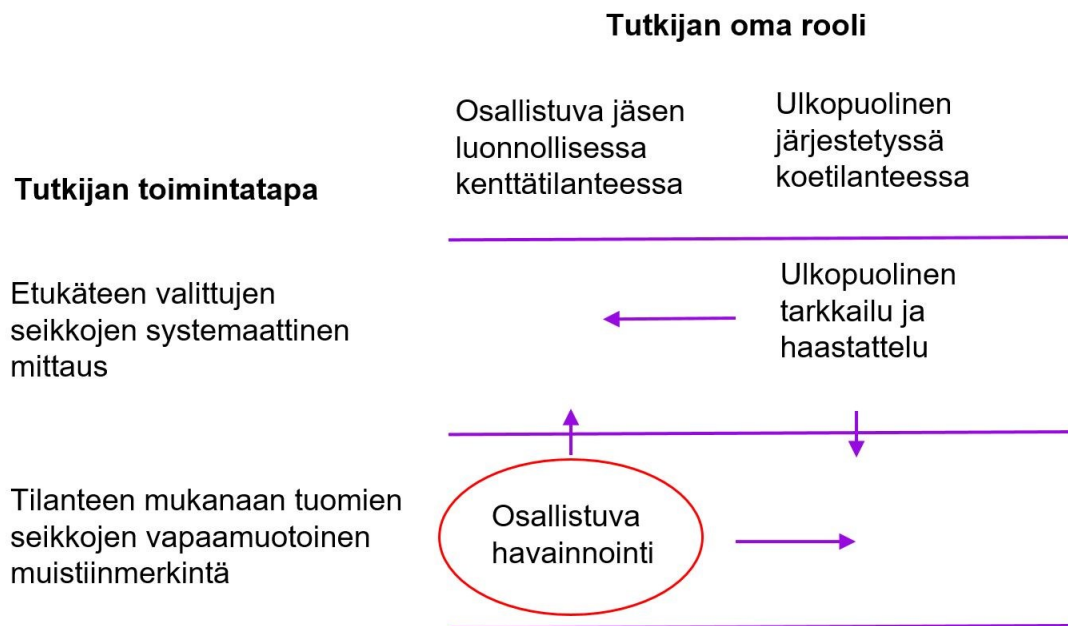 Tutkijan oma rooli
Osallistuva jäsen
luonnollisessa
kenttätilanteessa
Ulkopuolinen
järjestetyssä
koetilanteessa
Tutkijan toimintatapa
Etukäteen valittujen
seikkojen systemaattinen
mittaus
Ulkopuolinen
tarkkailu ja
haastattelu
Tilanteen mukanaan tuomien
seikkojen vapaamuotoinen
muistiinmerkintä
Osallistuva
havainnointi